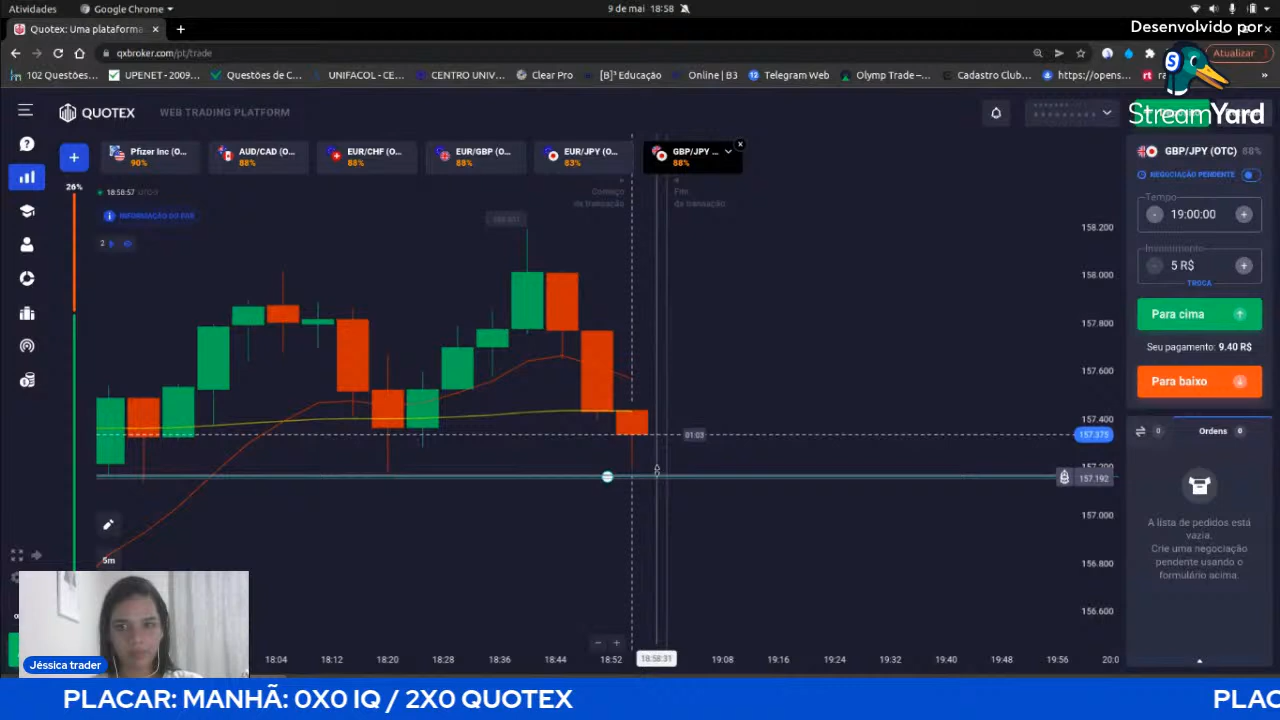 Atividades
Google Chrome
9 de mai 18:58
Desenvolvido por
Quotex: Uma plataforma
qxbroker.com/pt/trade
Atualizar
102 Questões...
UPENET - 2009...
Questões de C...
UNIFACOL - CE...
CENTRO UNIV...
Clear Pro
[B]³ Educação
Online | B3
Telegram Web
Olymp Trade –...
Cadastro Club...
https://opens...
StreamYard
QUOTEX
WEB TRADING PLATFORM
Pfizer Inc (O...
90%
AUD/CAD (O...
88%
EUR/CHF (O...
88%
EUR/GBP (O...
88%
EUR/JPY (O...
83%
GBP/JPY ...
88%
GBP/JPY (OTC) 88%
26%
18:58:57
Começo
da transação
Fim
da transação
NEGOCIAÇÃO PENDENTE
INFORMAÇÃO DO PAR
Tempo
19:00:00
2
Investimento
5 R$
TROCA
Para cima
Seu pagamento: 9.40 R$
Para baixo
158.200
158.000
157.800
157.600
157.400
157.375
157.200
157.192
157.000
156.800
156.600
01:03
0
Ordens
0
A lista de pedidos está
vazia.
Crie uma negociação
pendente usando o
formulário acima.
5m
18:04
18:12
18:20
18:28
18:36
18:44
18:52
18:58:31
19:08
19:16
19:24
19:32
19:40
19:48
19:56
20:0
Jéssica trader
PLACAR: MANHÃ: 0X0 IQ / 2X0 QUOTEX
PLAC